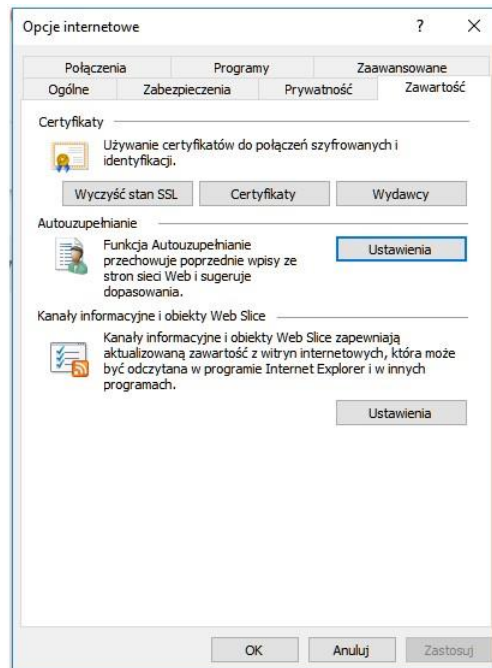 Opcje internetowe ? X
Połączenia Programy Zaawansowane
Ogólne Zabezpieczenia Prywatność Zawartość
Certyfikaty
Używanie certyfikatów do połączeń szyfrowanych i
identyfikacji.
Wyczyść stan SSL Certyfikaty Wydawcy
Autouzupełnianie
Funkcja Autouzupełnianie
przechowuje poprzednie wpisy ze
stron sieci Web i sugeruje
dopasowania.
Ustawienia
Kanały informacyjne i obiekty Web Slice
Kanały informacyjne i obiekty Web Slice zapewniają
aktualizowaną zawartość z witryn internetowych, która może
być odczytana w programie Internet Explorer i w innych
programach.
Ustawienia
OK Anuluj Zastosuj